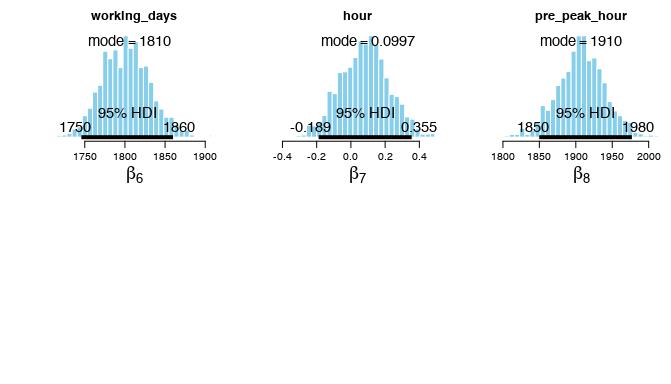 working_days
mode = 1810
95% HDI
1750 1860
1750 1800 1850 1900
β6
hour
mode = 0.0997
95% HDI
-0.189 0.355
-0.4 -0.2 0.0 0.2 0.4
β7
pre_peak_hour
mode = 1910
95% HDI
1850 1980
1800 1850 1900 1950 2000
β8